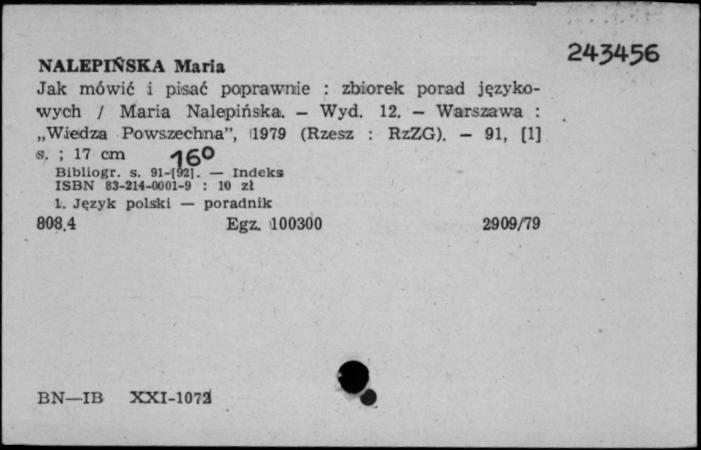 243456
NALEPIŃSKA Maria
Jak mówić i pisać poprawnie : zbiorek porad języko-
wych / Maria Nalepińska. — Wyd. 12. — Warszawa :
„Wiedza Powszechna”, 1979 (Rzesz : RzZG). — 91, [1]
s. ; 17 cm 16°
Bibliogr. s. 91-[92]. — Indeks
ISBN 83-214-0001-9 : 10 zł
1. Język polski — poradnik
808.4 Egz. 100300 2909/79
BN—IB XXI-1072